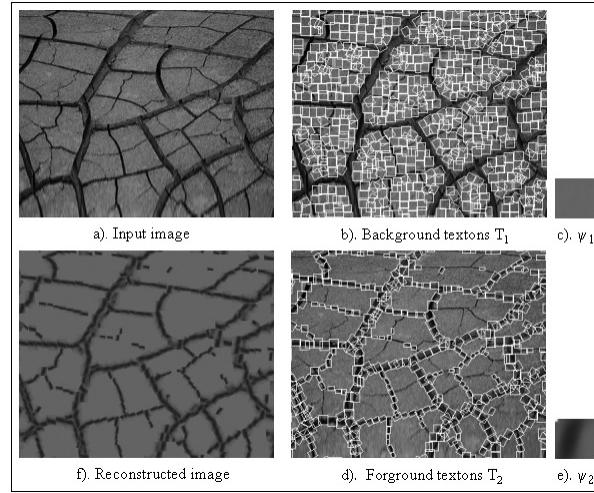 a). Input image
b). Background textons T1
c). ψ1
f). Reconstructed image
d). Forground textons T2
e). ψ2